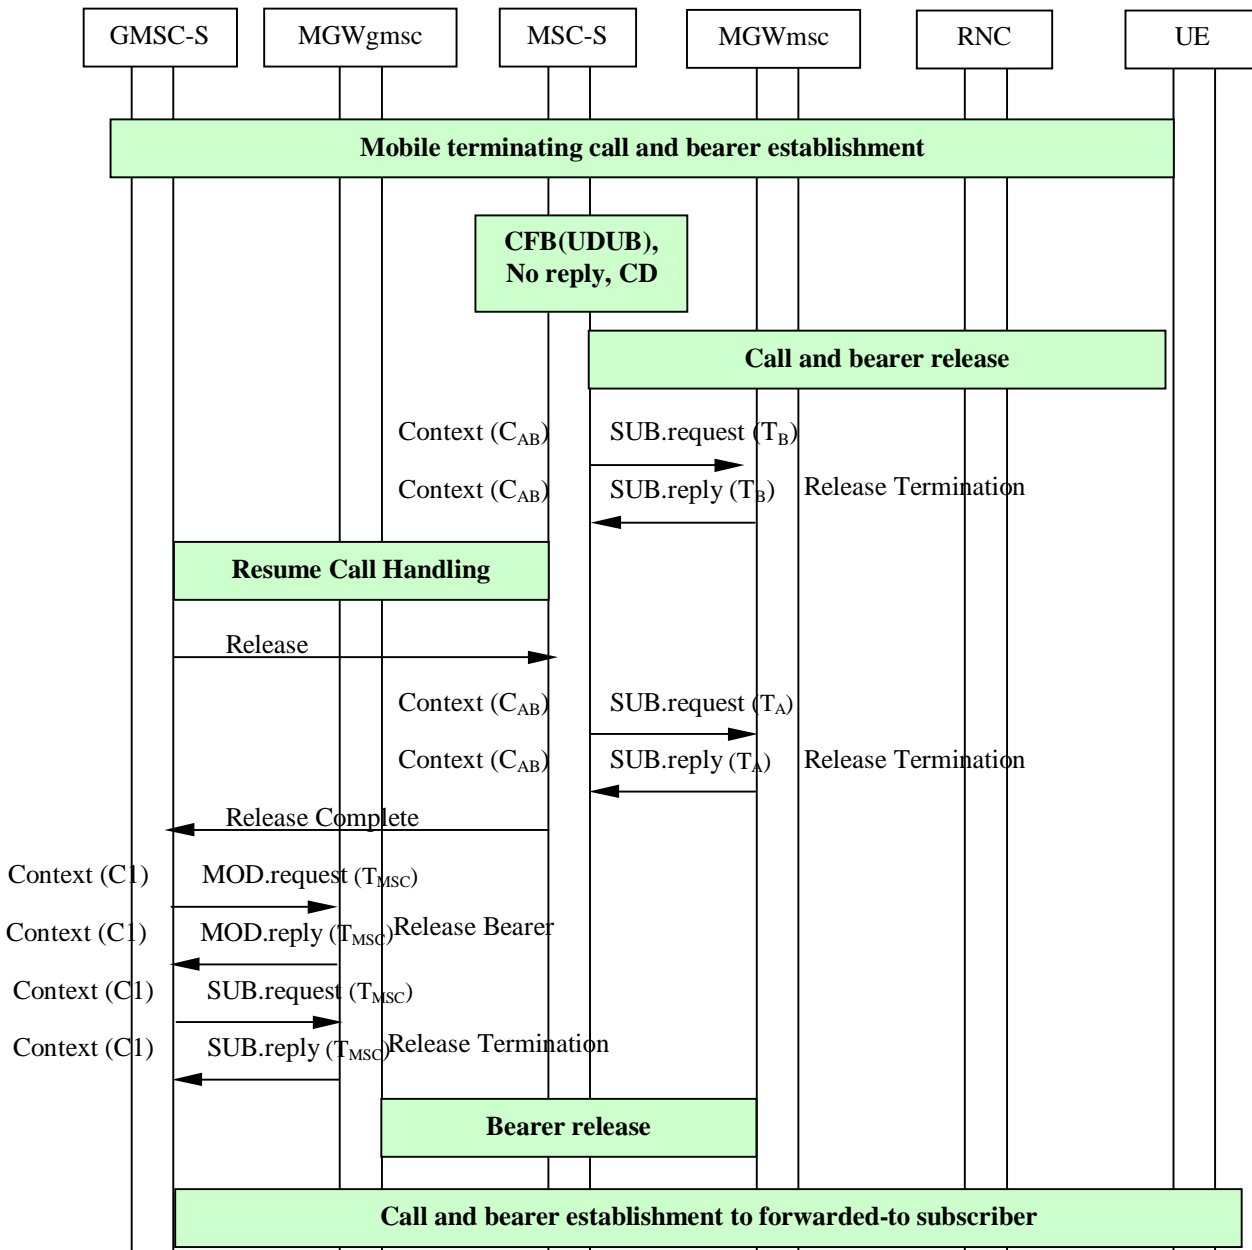 GMSC-S MGWgmsc MSC-S MGWmsc RNC UE
Mobile terminating call and bearer establishment
CFB(UDUB),
No reply, CD
Call and bearer release
Context (CAB) SUB.request (TB)
Context (CAB) SUB.reply (TB) Release Termination
Resume Call Handling
Release
Context (CAB) SUB.request (TA)
Context (CAB) SUB.reply (TA) Release Termination
Release Complete
Context (C1) MOD.request (TMSC)
Context (C1) MOD.reply (TMSC) Release Bearer
Context (C1) SUB.request (TMSC)
Context (C1) SUB.reply (TMSC) Release Termination
Bearer release
Call and bearer establishment to forwarded-to subscriber